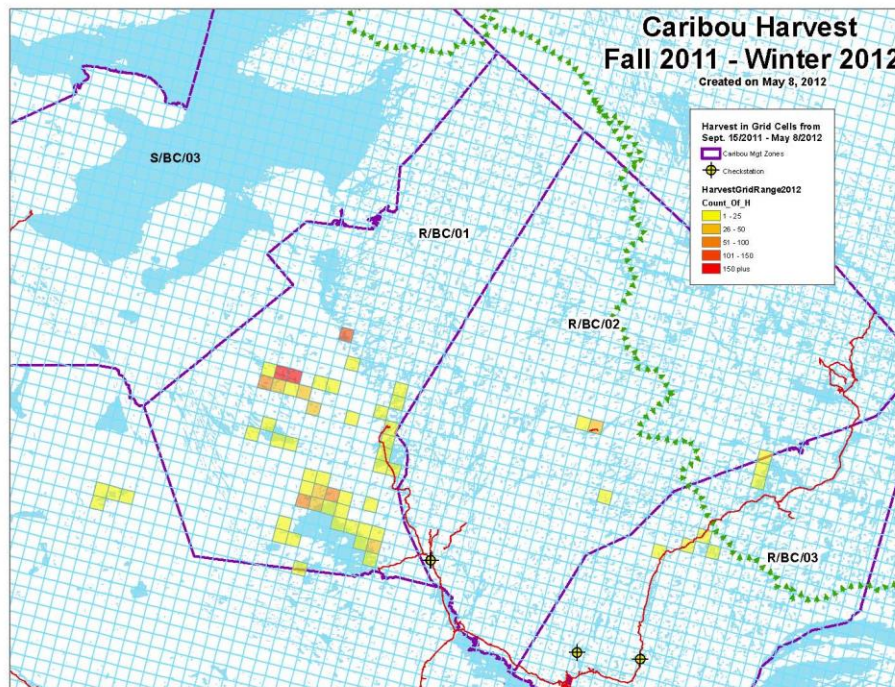 Caribou Harvest
Fall 2011 - Winter 2012
Created on May 8, 2012
Harvest in Grid Cells from
Sept. 15/2011 - May 8/2012
Caribou Mgt Zones
Checkstation
HarvestGridRange2012
Count_Of_H
1 - 25
26 - 50
51 - 100
101 - 150
150 plus
S/BC/03
R/BC/01
R/BC/02
R/BC/03